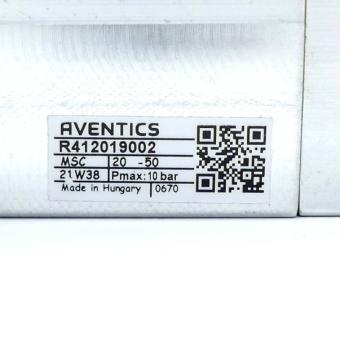 AVENTICS
R412019002
MSC 20 -50
21W38 Pmax: 10 bar
Made in Hungary 0670